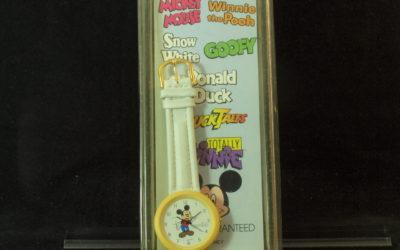 MICKEY
MOUSE
Winnie
the Pooh
Snow
White
GOOFY
Donald
Duck
DUCKTALES
TOTALLY
MINNIE